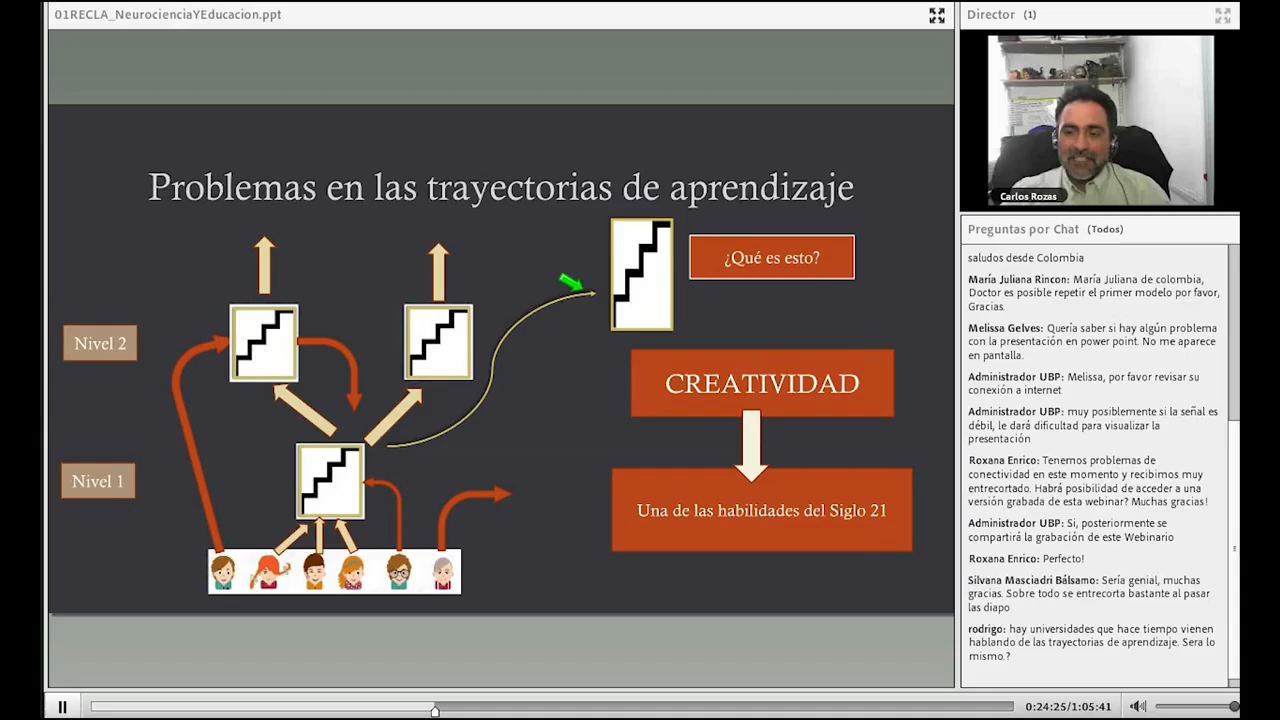 01RECLA_NeurocienciaYEducacion.ppt
Problemas en las trayectorias de aprendizaje
¿Qué es esto?
Nivel 2
CREATIVIDAD
Nivel 1
Una de las habilidades del Siglo 21
Director (1)
Carlos Rozas
Preguntas por Chat (Todos)
saludos desde Colombia
María Juliana Rincon: María Juliana de colombia,
Doctor es posible repetir el primer modelo por favor,
Gracias.
Melissa Gelves: Quería saber si hay algún problema
con la presentación en power point. No me aparece
en pantalla.
Administrador UBP: Melissa, por favor revisar su
conexión a internet
Administrador UBP: muy posiblemente si la señal es
débil, le dará dificultad para visualizar la
presentación
Roxana Enrico: Tenemos problemas de
conectividad en este momento y recibimos muy
entrecortado. Habrá posibilidad de acceder a una
versión grabada de esta webinar? Muchas gracias!
Administrador UBP: Si, posteriormente se
compartirá la grabación de este Webinario
Roxana Enrico: Perfecto!
Silvana Masciadri Bálsamo: Sería genial, muchas
gracias. Sobre todo se entrecorta bastante al pasar
las diapo
rodrigo: hay universidades que hace tiempo vienen
hablando de las trayectorias de aprendizaje. Sera lo
mismo.?
0:24:25/1:05:41